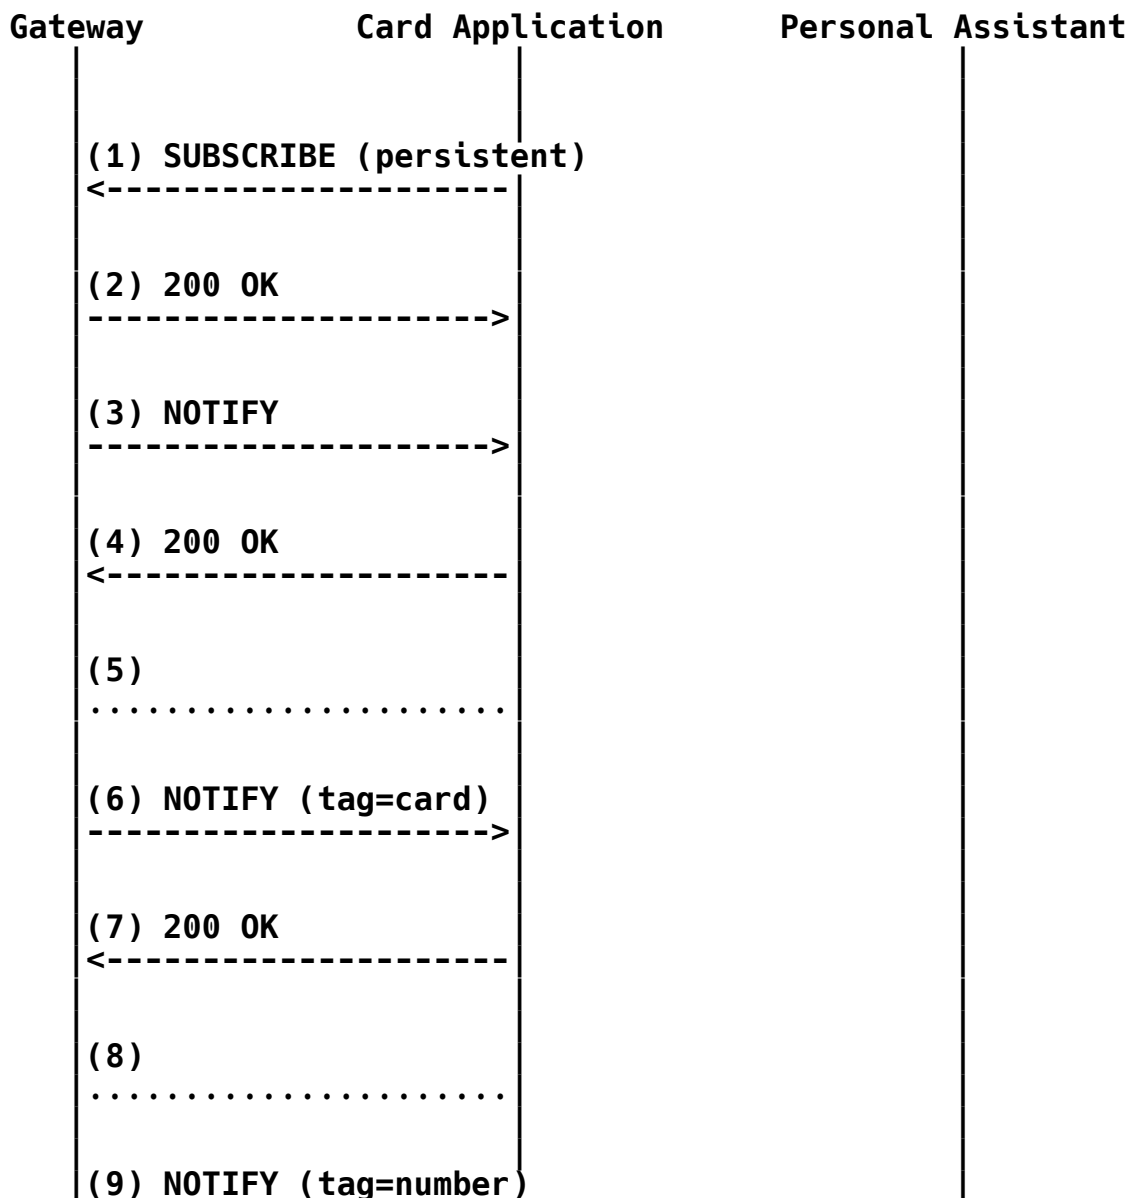 Gateway Card Application Personal Assistant
(1) SUBSCRIBE (persistent)
<---------------------
(2) 200 OK
--------------------->
(3) NOTIFY
--------------------->
(4) 200 OK
<---------------------
(5)
......................
(6) NOTIFY (tag=card)
--------------------->
(7) 200 OK
<---------------------
(8)
......................
(9) NOTIFY (tag=number)